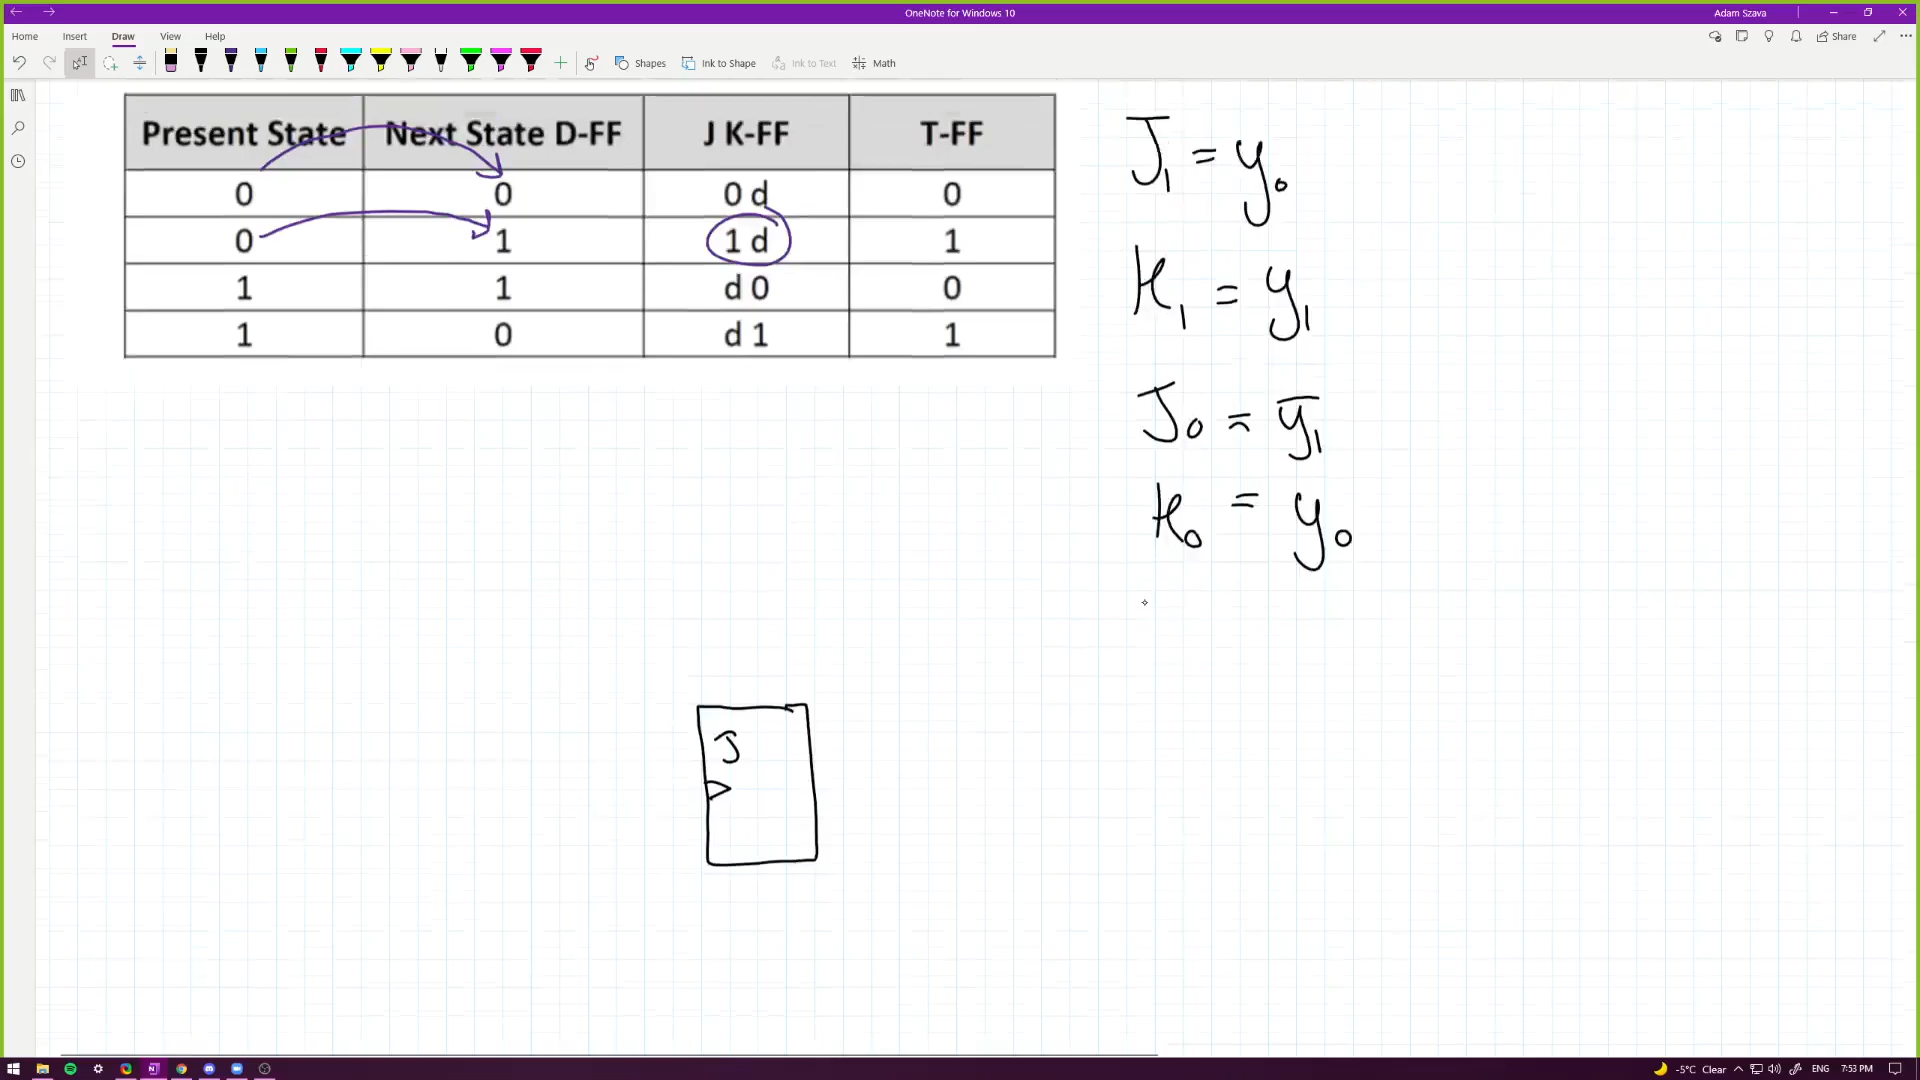 OneNote for Windows 10
Adam Szava
Home Insert Draw View Help
Share
Shapes Ink to Shape Ink to Text Math
Present State Next State D-FF J K-FF T-FF
0 0 0 d 0
0 1 1 d 1
1 1 d 0 0
1 0 d 1 1
J₁ = y₀
K₁ = y₁
J₀ = y̅₁
K₀ = y₀
J
-5°C Clear ENG 7:53 PM